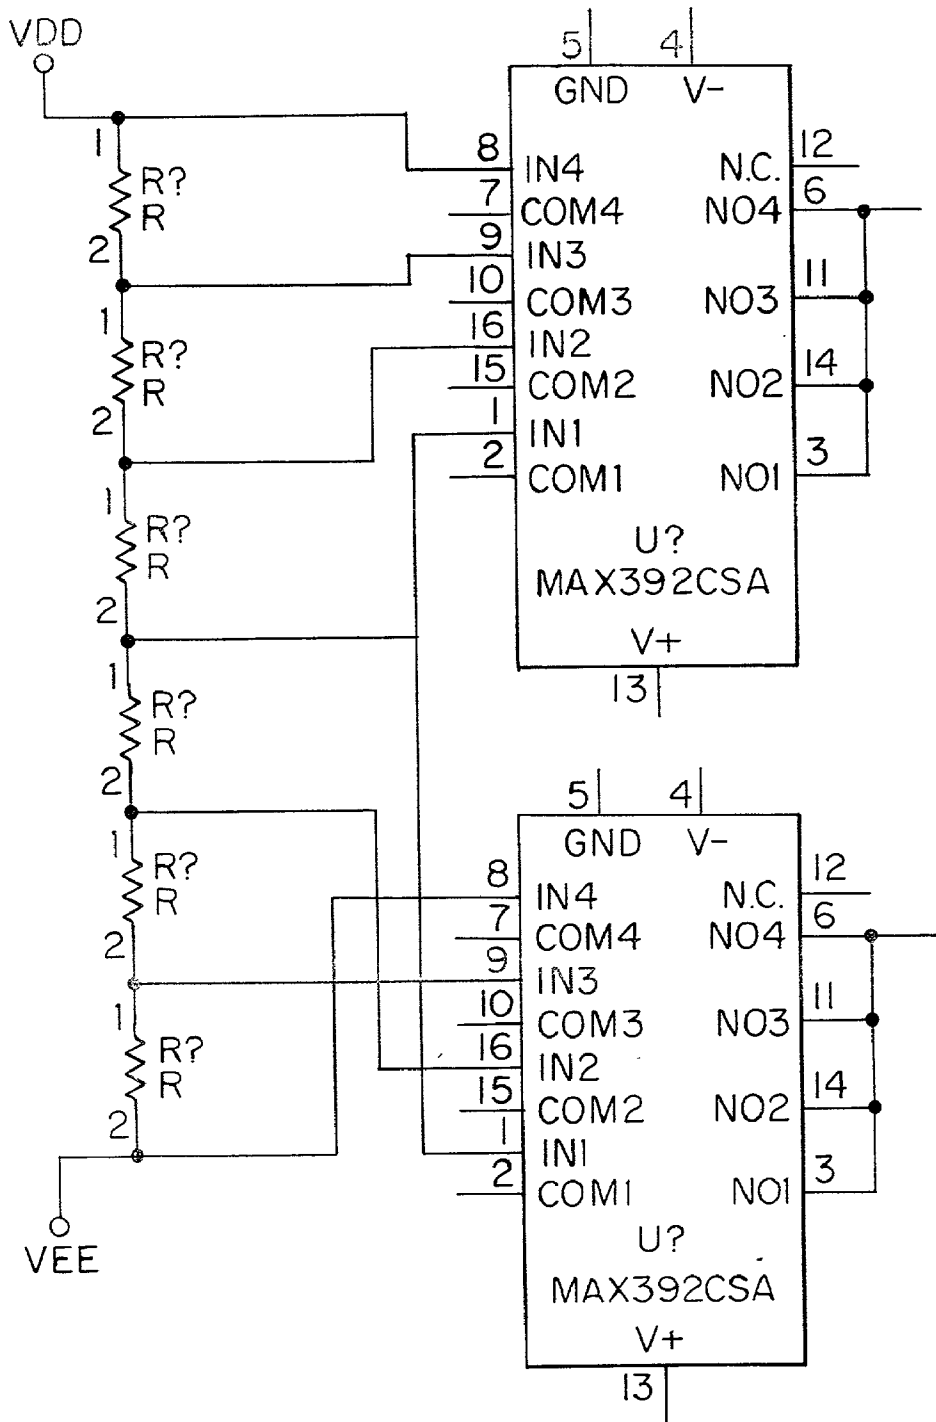 VDD
1
R?
R
2
1
R?
R
2
1
R?
R
2
1
R?
R
2
1
R?
R
2
1
R?
R
2
VEE
5 4
GND V-
8 IN4 N.C. 12
7 COM4 NO4 6
9 IN3
10 COM3 NO3 11
16 IN2
15 COM2 NO2 14
1 IN1
2 COM1 NO1 3
U?
MAX392CSA
V+
13
5 4
GND V-
8 IN4 N.C. 12
7 COM4 NO4 6
9 IN3
10 COM3 NO3 11
16 IN2
15 COM2 NO2 14
1 IN1
2 COM1 NO1 3
U?
MAX392CSA
V+
13